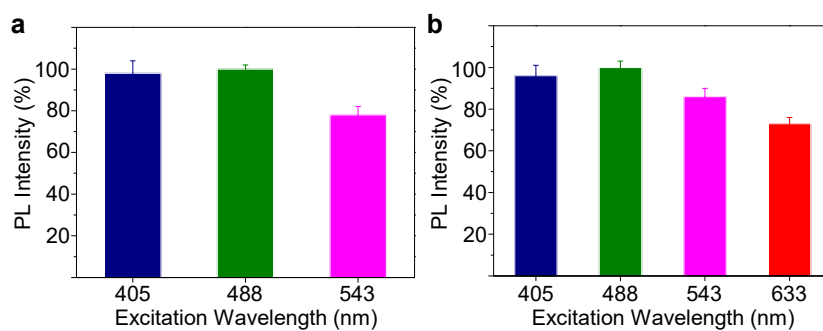 a
PL Intensity (%)
100
80
60
40
20
405 488 543
Excitation Wavelength (nm)
b
PL Intensity (%)
100
80
60
40
20
405 488 543 633
Excitation Wavelength (nm)